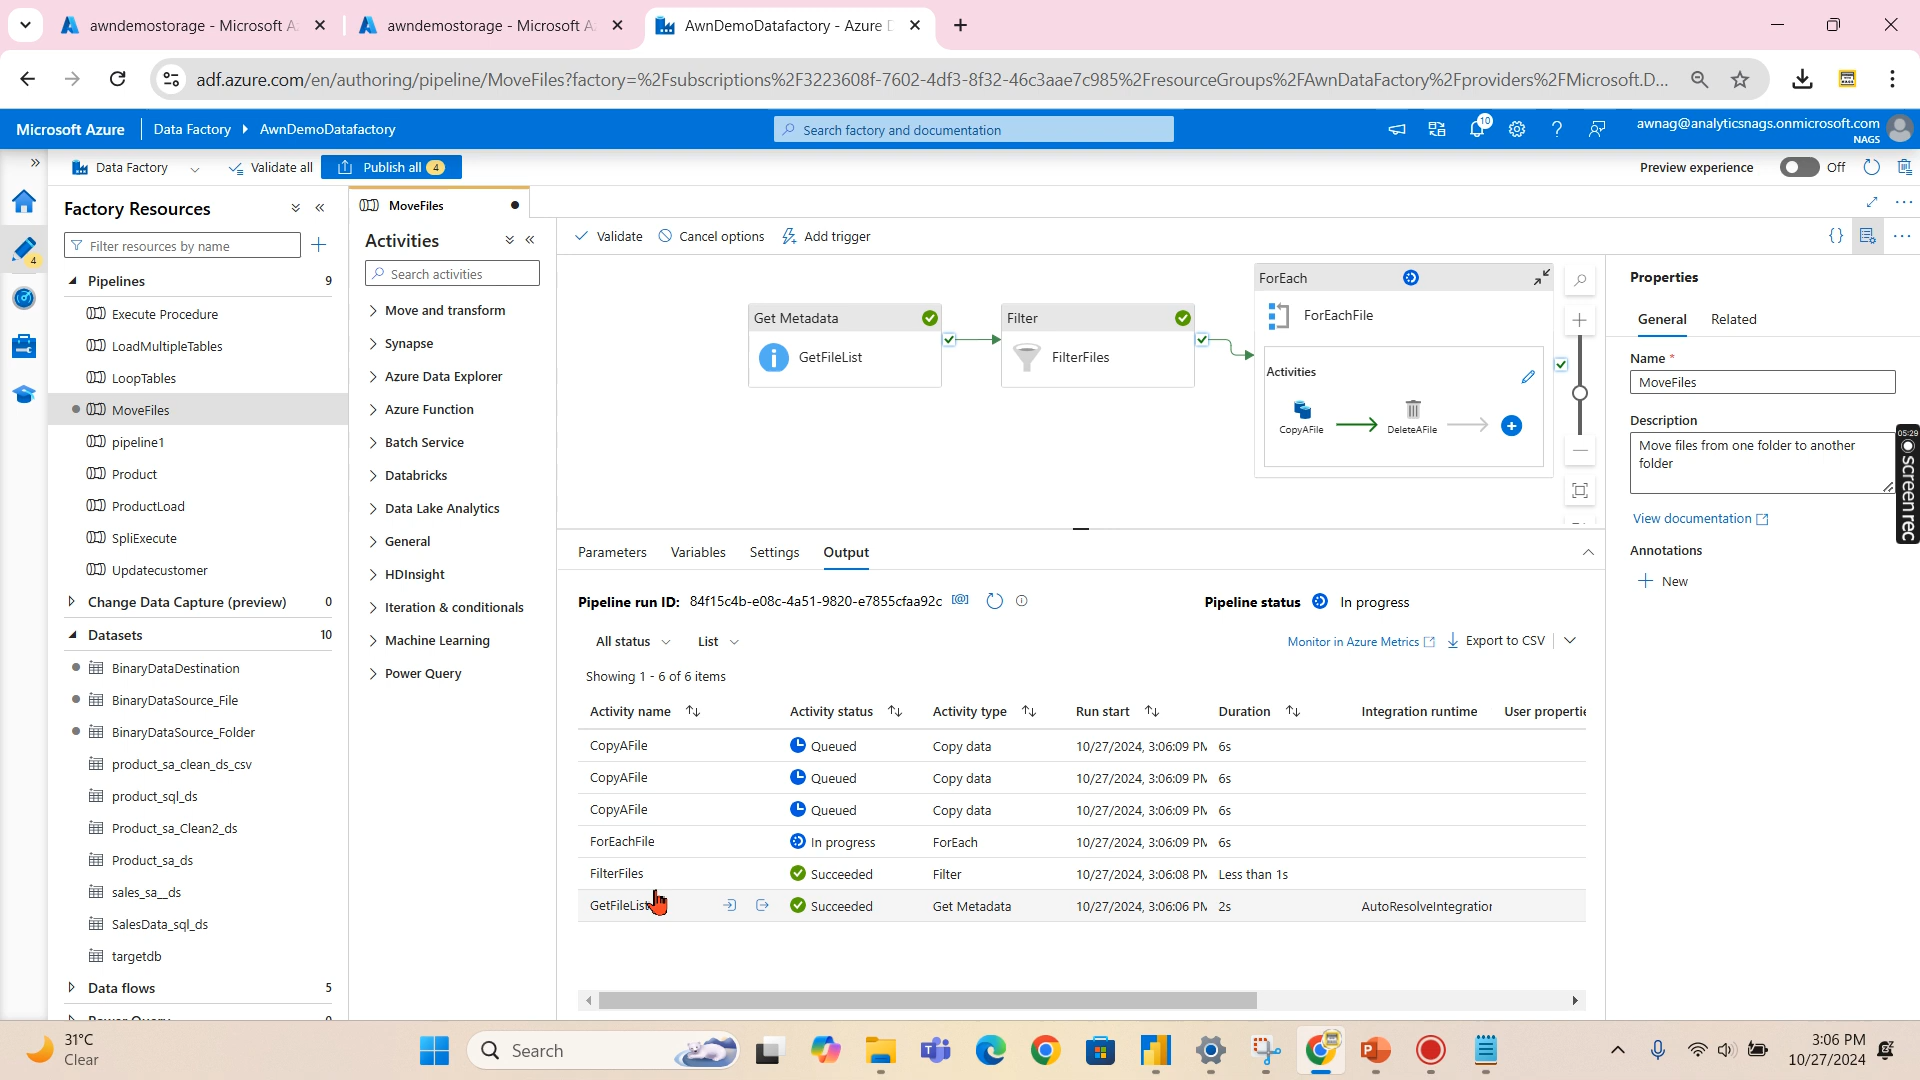 awndemostorage - Microsoft A
awndemostorage - Microsoft A
AwnDemoDatafactory - Azure D
adf.azure.com/en/authoring/pipeline/MoveFiles?factory=%2Fsubscriptions%2F3223608f-7602-4df3-8f32-46c3aae7c985%2FresourceGroups%2FAwnDataFactory%2Fproviders%2FMicrosoft.D...
Microsoft Azure
Data Factory
AwnDemoDatafactory
Search factory and documentation
10
awnag@analyticsnags.onmicrosoft.com
NAGS
Data Factory
Validate all
Publish all 4
Preview experience
Off
4
Factory Resources
Filter resources by name
Pipelines 9
Execute Procedure
LoadMultipleTables
LoopTables
MoveFiles
pipeline1
Product
ProductLoad
SpliExecute
Updatecustomer
Change Data Capture (preview) 0
Datasets 10
BinaryDataDestination
BinaryDataSource_File
BinaryDataSource_Folder
product_sa_clean_ds_csv
product_sql_ds
Product_sa_Clean2_ds
Product_sa_ds
sales_sa__ds
SalesData_sql_ds
targetdb
Data flows 5
Power Query 0
MoveFiles
Activities
Search activities
Move and transform
Synapse
Azure Data Explorer
Azure Function
Batch Service
Databricks
Data Lake Analytics
General
HDInsight
Iteration & conditionals
Machine Learning
Power Query
Validate
Cancel options
Add trigger
Get Metadata
GetFileList
Filter
FilterFiles
ForEach
ForEachFile
Activities
CopyAFile
DeleteAFile
Parameters
Variables
Settings
Output
Pipeline run ID: 84f15c4b-e08c-4a51-9820-e7855cfaa92c
Pipeline status In progress
All status
List
Monitor in Azure Metrics
Export to CSV
Showing 1 - 6 of 6 items
Activity name Activity status Activity type Run start Duration Integration runtime User propertie
CopyAFile Queued Copy data 10/27/2024, 3:06:09 PM 6s
CopyAFile Queued Copy data 10/27/2024, 3:06:09 PM 6s
CopyAFile Queued Copy data 10/27/2024, 3:06:09 PM 6s
ForEachFile In progress ForEach 10/27/2024, 3:06:09 PM 6s
FilterFiles Succeeded Filter 10/27/2024, 3:06:08 PM Less than 1s
GetFileList Succeeded Get Metadata 10/27/2024, 3:06:06 PM 2s AutoResolveIntegration
Properties
General
Related
Name *
MoveFiles
Description
Move files from one folder to another
folder
View documentation
Annotations
New
05:29
screenrec
31°C
Clear
Search
3:06 PM
10/27/2024